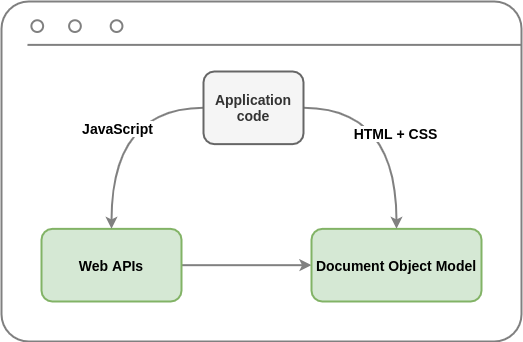 Application
code
JavaScript
HTML + CSS
Web APIs
Document Object Model